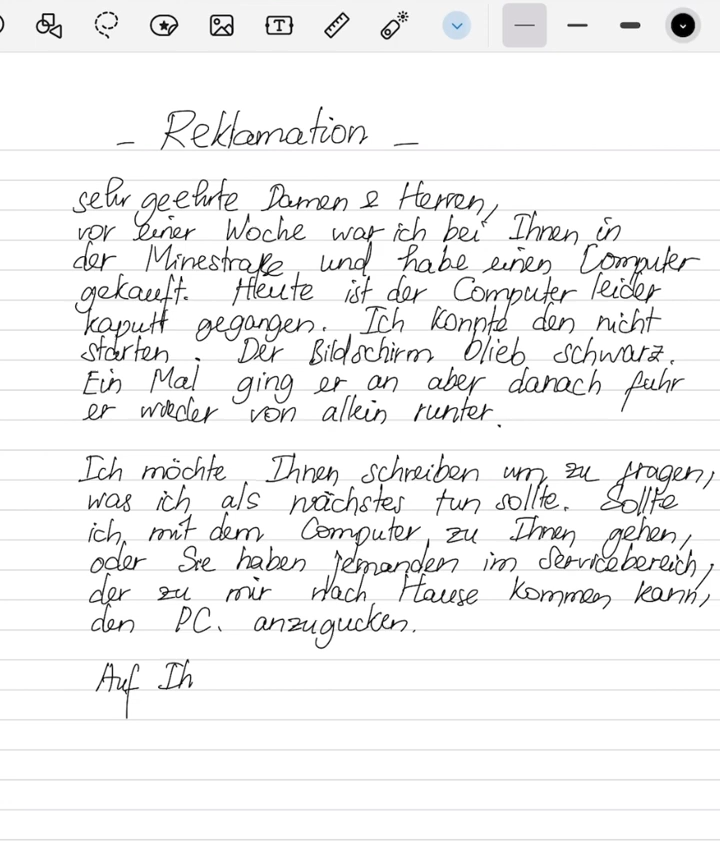 – Reklamation –
sehr geehrte Damen & Herren,
vor einer Woche war ich bei Ihnen in
der Minestraße und habe einen Computer
gekauft. Heute ist der Computer leider
kaputt gegangen. Ich konnte den nicht
starten. Der Bildschirm blieb schwarz.
Ein Mal ging er an aber danach fuhr
er wieder von allein runter.
Ich möchte Ihnen schreiben um zu fragen,
was ich als nächstes tun sollte. Sollte
ich mit dem Computer zu Ihnen gehen,
oder Sie haben jemanden im Servicebereich,
der zu mir nach Hause kommen kann,
den PC. anzugucken.
Auf Ih